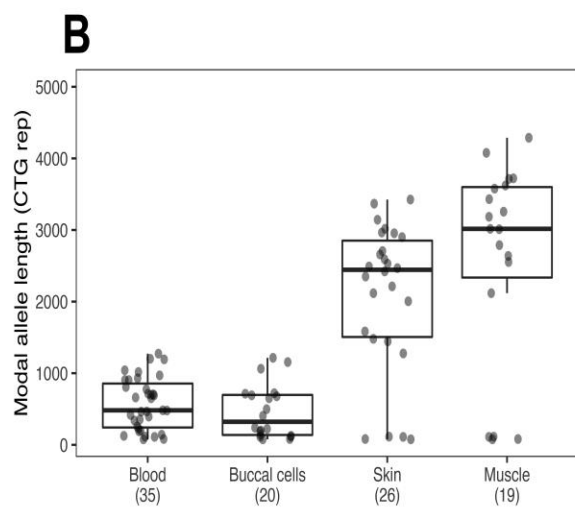 B
Modal allele length (CTG rep)
5000
4000
3000
2000
1000
0
Blood
(35)
Buccal cells
(20)
Skin
(26)
Muscle
(19)